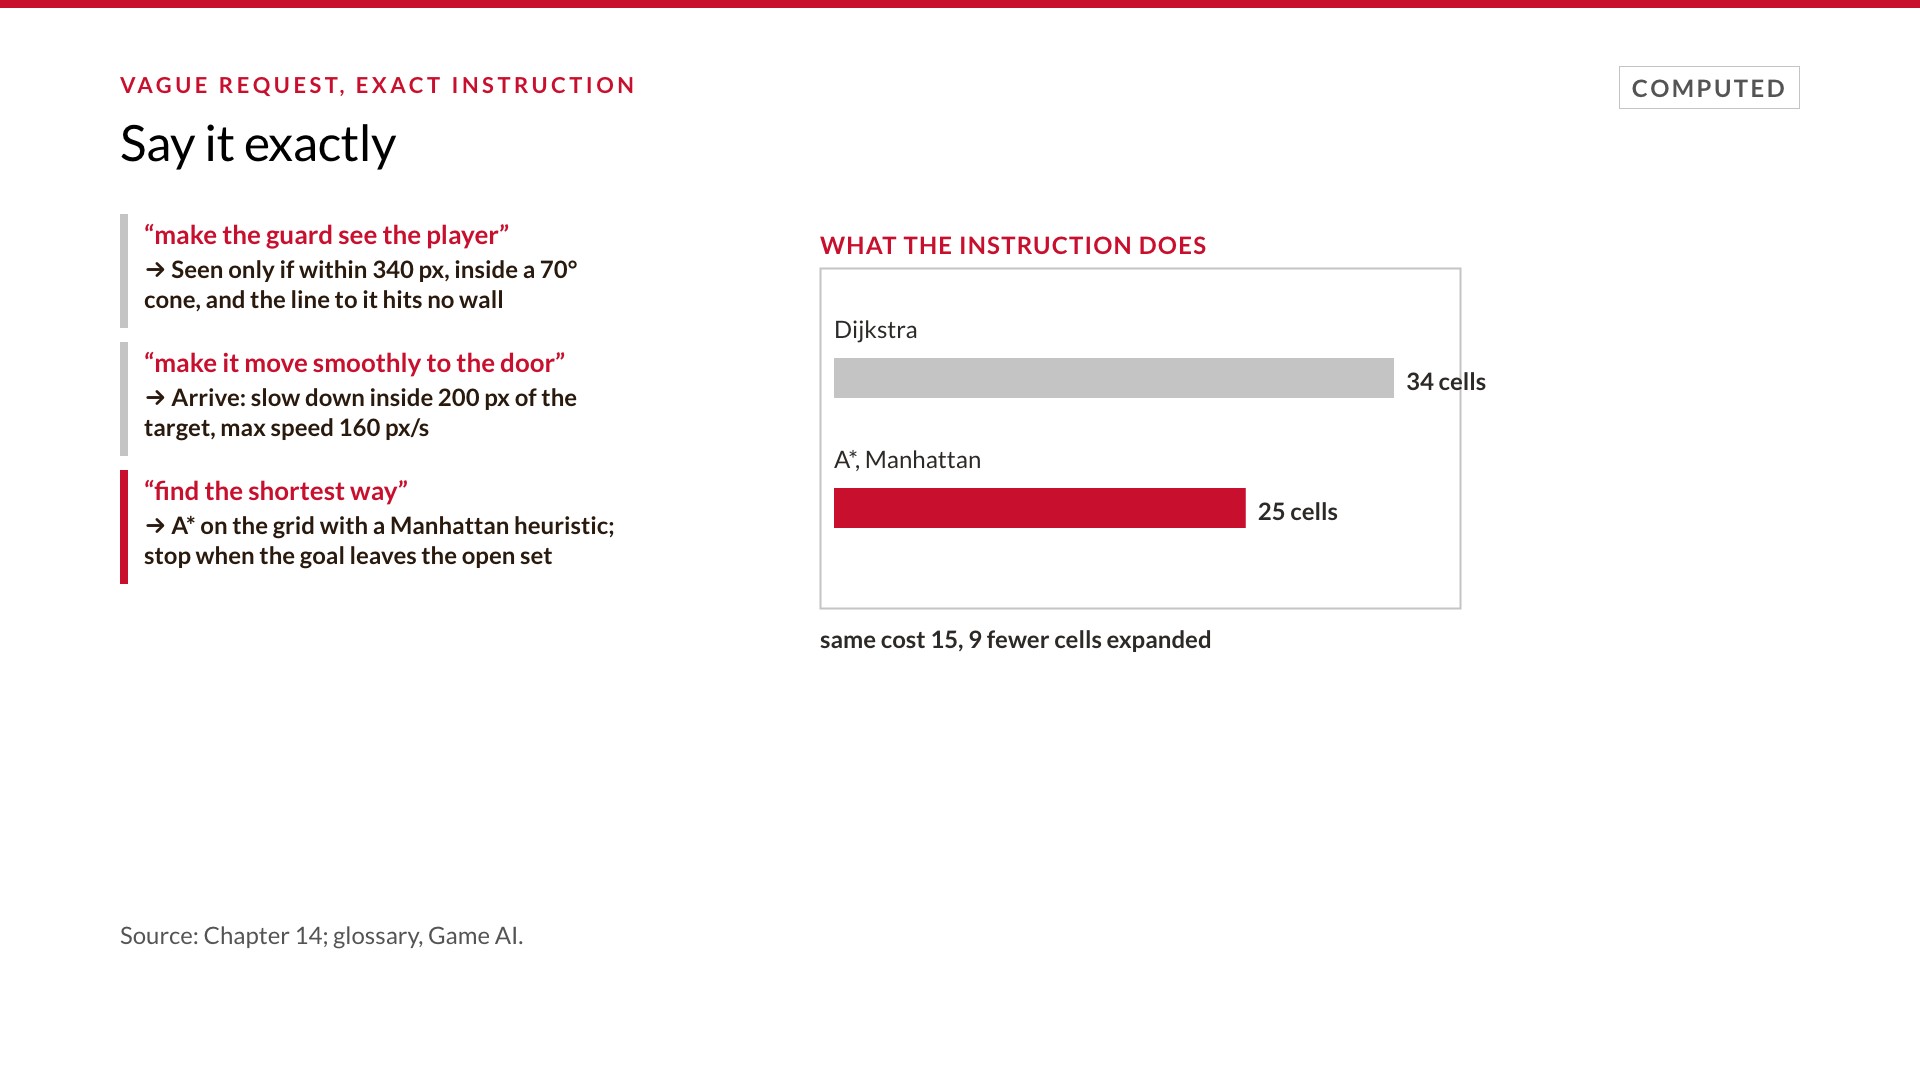 VAGUE REQUEST, EXACT INSTRUCTION
COMPUTED
Say it exactly
“make the guard see the player”
→ Seen only if within 340 px, inside a 70°
cone, and the line to it hits no wall
“make it move smoothly to the door”
→ Arrive: slow down inside 200 px of the
target, max speed 160 px/s
“find the shortest way”
→ A* on the grid with a Manhattan heuristic;
stop when the goal leaves the open set
WHAT THE INSTRUCTION DOES
Dijkstra
34 cells
A*, Manhattan
25 cells
same cost 15, 9 fewer cells expanded
Source: Chapter 14; glossary, Game AI.